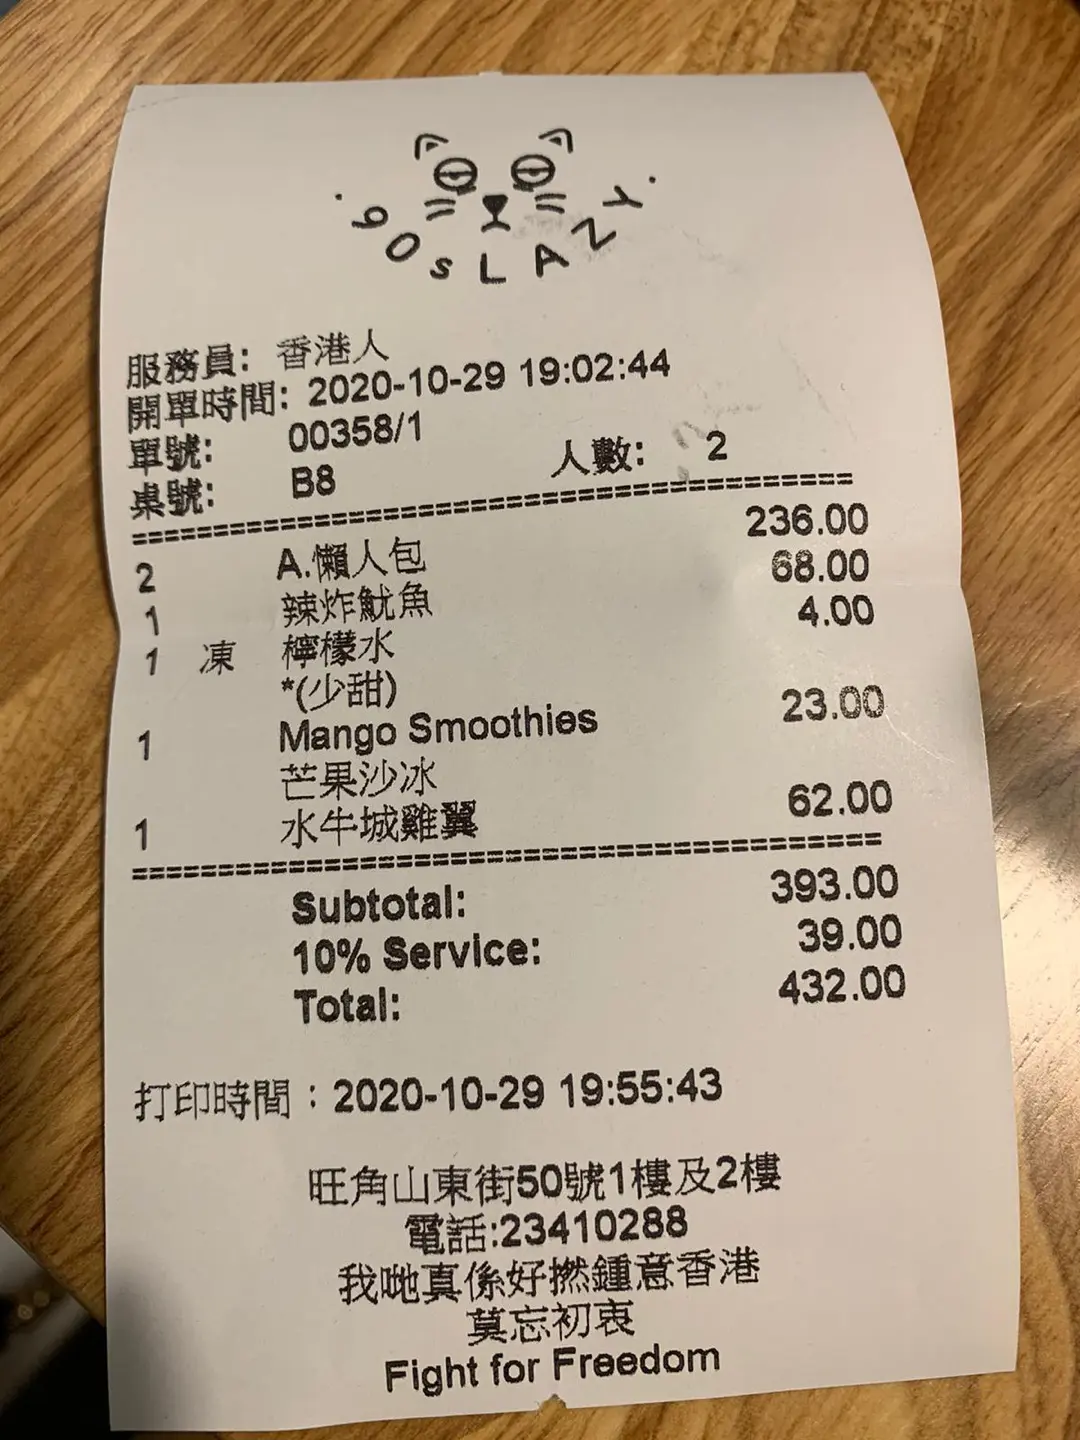 90sLAZY
服務員: 香港人
開單時間: 2020-10-29 19:02:44
單號: 00358/1
桌號: B8 人數: 2
2 A.懶人包 236.00
1 辣炸魷魚 68.00
1 凍 檸檬水 4.00
*(少甜)
1 Mango Smoothies 23.00
芒果沙冰
1 水牛城雞翼 62.00
Subtotal: 393.00
10% Service: 39.00
Total: 432.00
打印時間：2020-10-29 19:55:43
旺角山東街50號1樓及2樓
電話:23410288
我哋真係好撚鍾意香港
莫忘初衷
Fight for Freedom